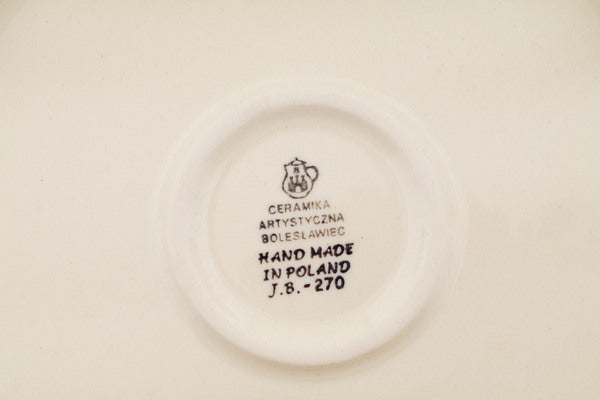 CERAMIKA
ARTYSTYCZNA
BOLESŁAWIEC
HAND MADE
IN POLAND
J.B.-270